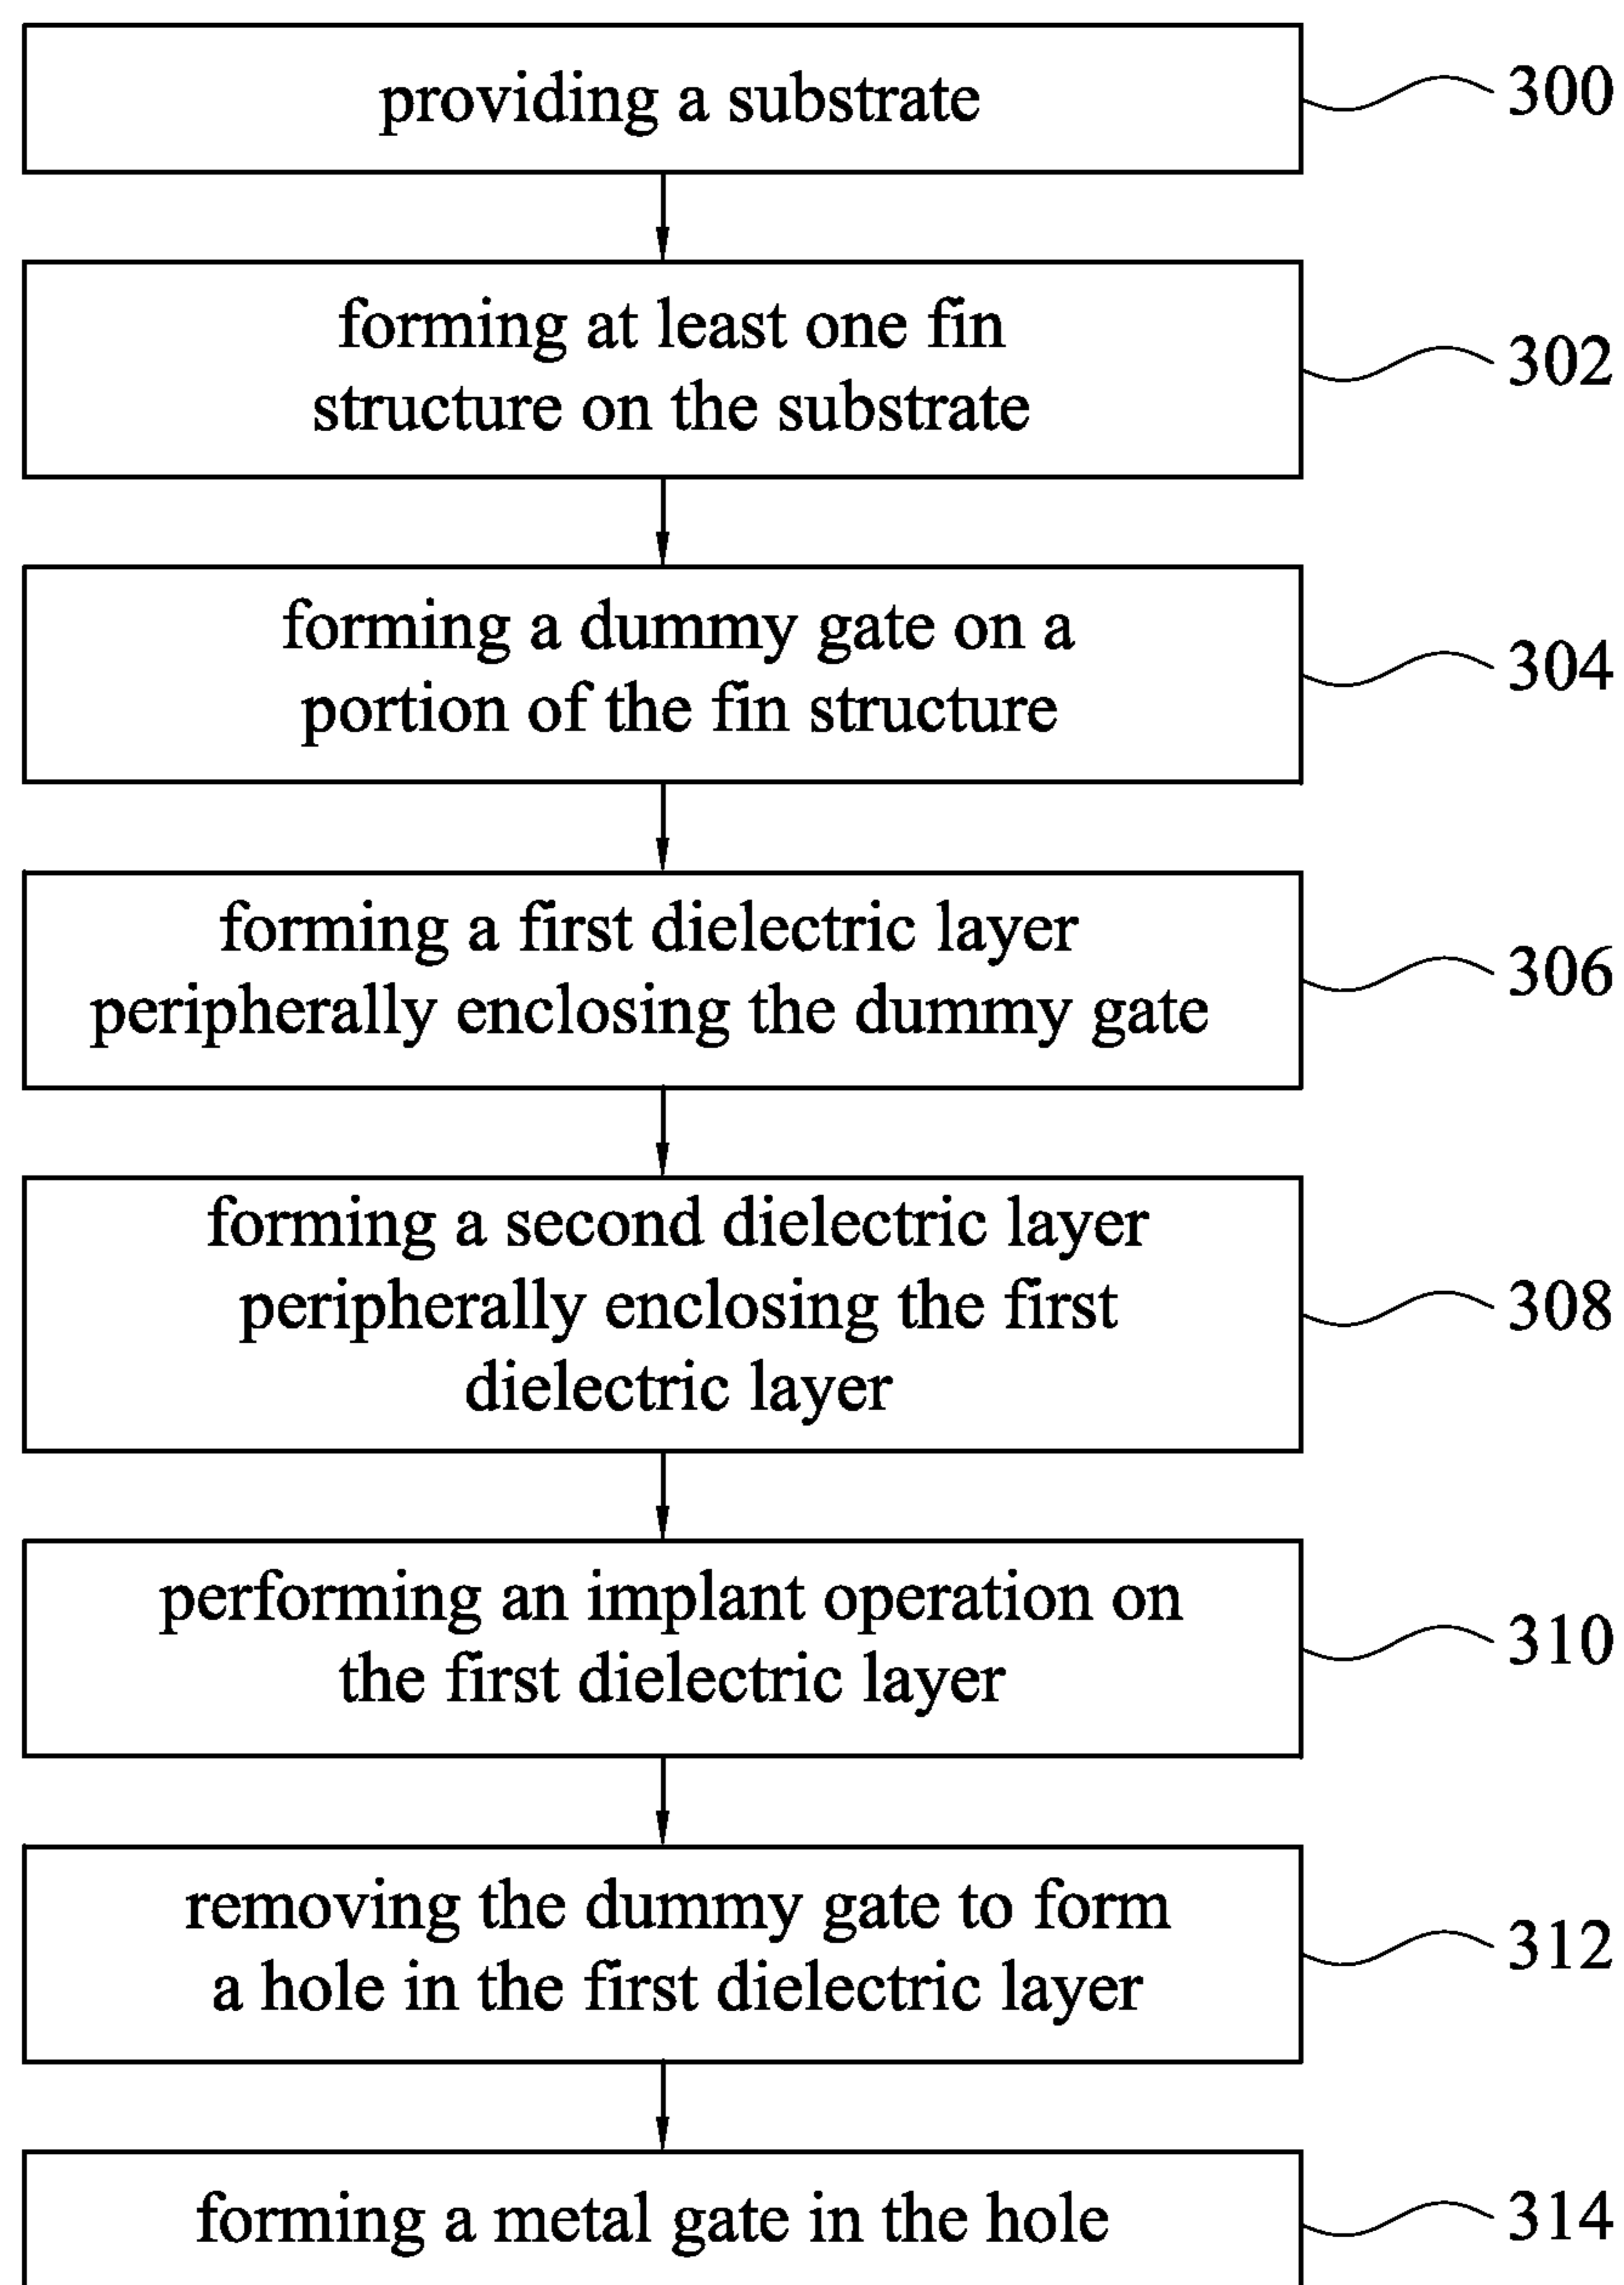 providing a substrate
300
forming at least one fin
structure on the substrate
302
forming a dummy gate on a
portion of the fin structure
304
forming a first dielectric layer
peripherally enclosing the dummy gate
306
forming a second dielectric layer
peripherally enclosing the first
dielectric layer
308
performing an implant operation on
the first dielectric layer
310
removing the dummy gate to form
a hole in the first dielectric layer
312
forming a metal gate in the hole
314